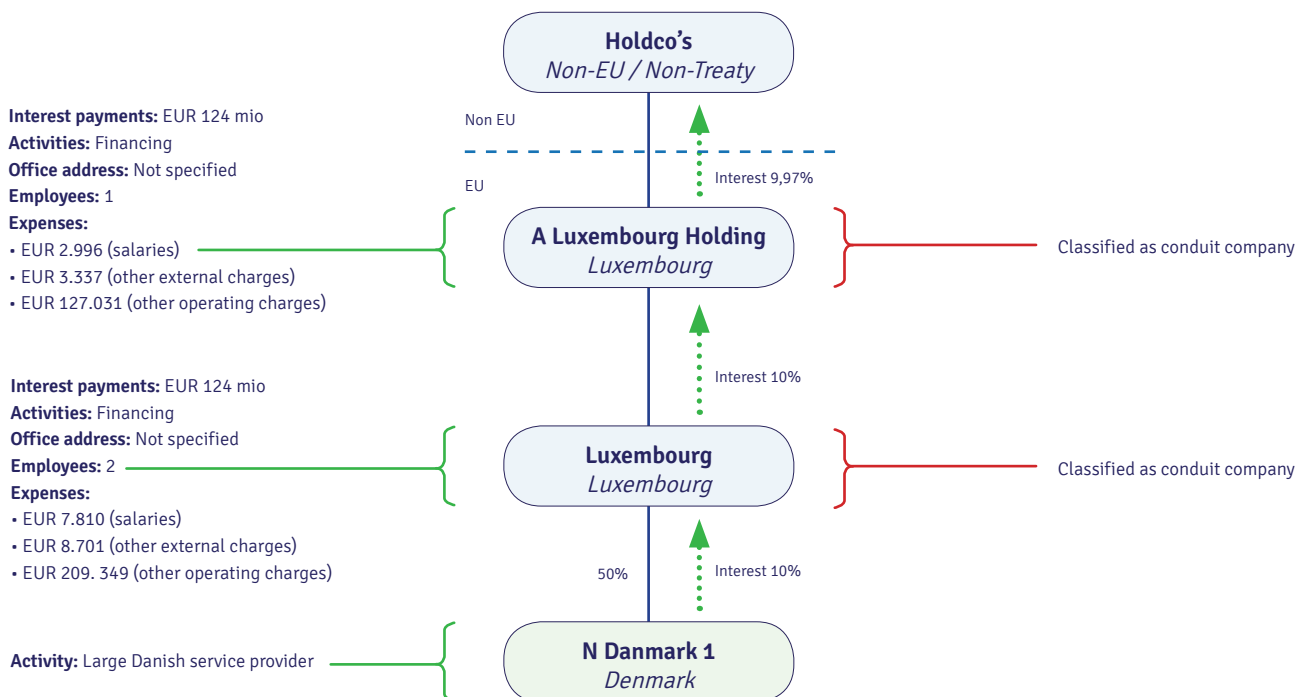 Holdco’s
Non-EU / Non-Treaty
Interest payments: EUR 124 mio
Activities: Financing
Office address: Not specified
Employees: 1
Expenses:
• EUR 2.996 (salaries)
• EUR 3.337 (other external charges)
• EUR 127.031 (other operating charges)
Non EU
EU
Interest 9,97%
A Luxembourg Holding
Luxembourg
Classified as conduit company
Interest 10%
Interest payments: EUR 124 mio
Activities: Financing
Office address: Not specified
Employees: 2
Expenses:
• EUR 7.810 (salaries)
• EUR 8.701 (other external charges)
• EUR 209. 349 (other operating charges)
Luxembourg
Luxembourg
Classified as conduit company
50%
Interest 10%
Activity: Large Danish service provider
N Danmark 1
Denmark